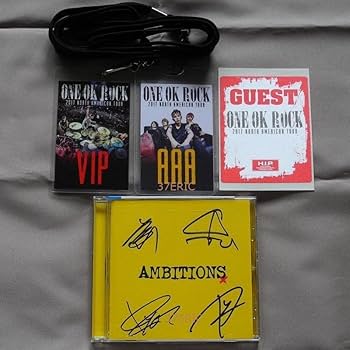 ONE OK ROCK
2017 NORTH AMERICAN TOUR
VIP
ONE OK ROCK
2017 NORTH AMERICAN TOUR
AAA
37ERIC
GUEST
ONE OK ROCK
2017 NORTH AMERICAN TOUR
H.I.P.
AMBITIONS